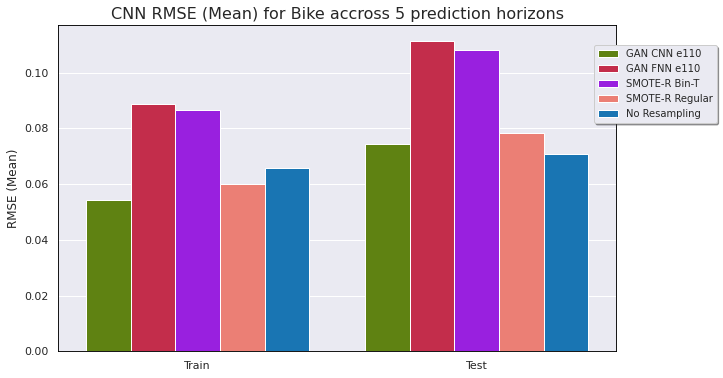 CNN RMSE (Mean) for Bike accross 5 prediction horizons
RMSE (Mean)
0.10
0.08
0.06
0.04
0.02
0.00
Train
Test
GAN CNN e110
GAN FNN e110
SMOTE-R Bin-T
SMOTE-R Regular
No Resampling